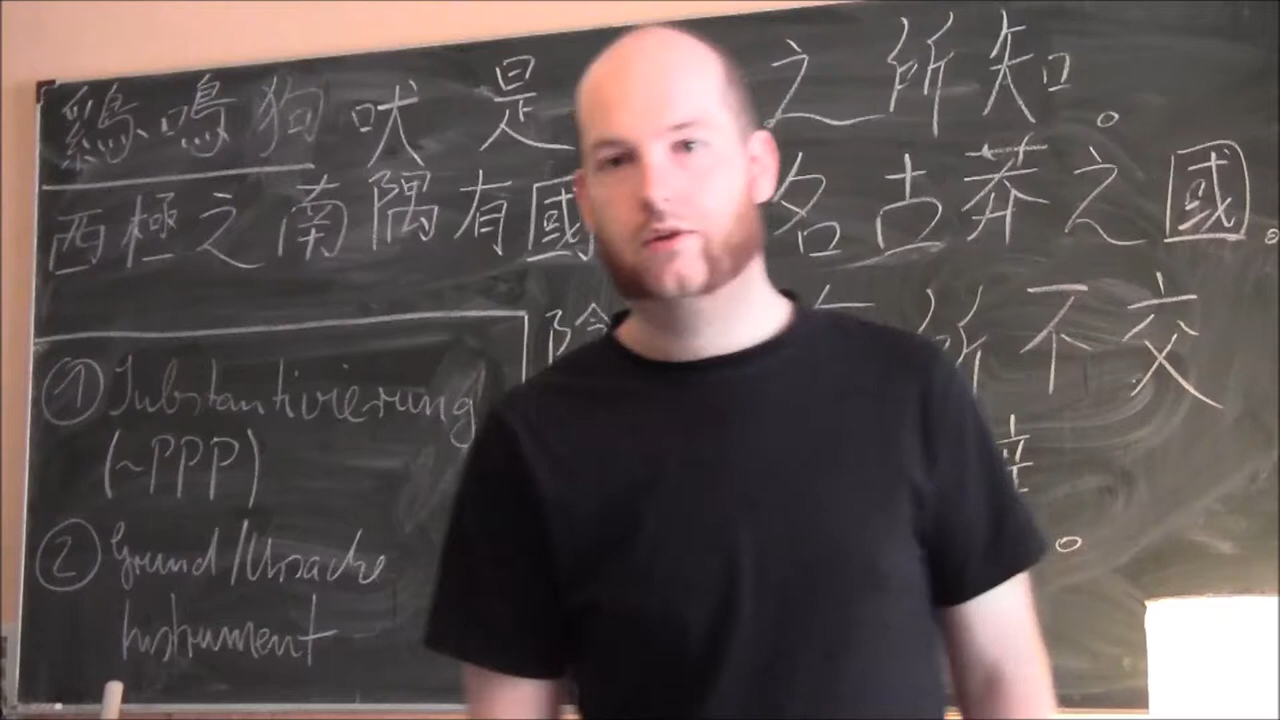 鷄鳴狗吠是之所知。
西極之南隅有國名古莽之國。
陰所不交
① Substantivierung
(~PPP)
② Grund/Ursache
Instrument